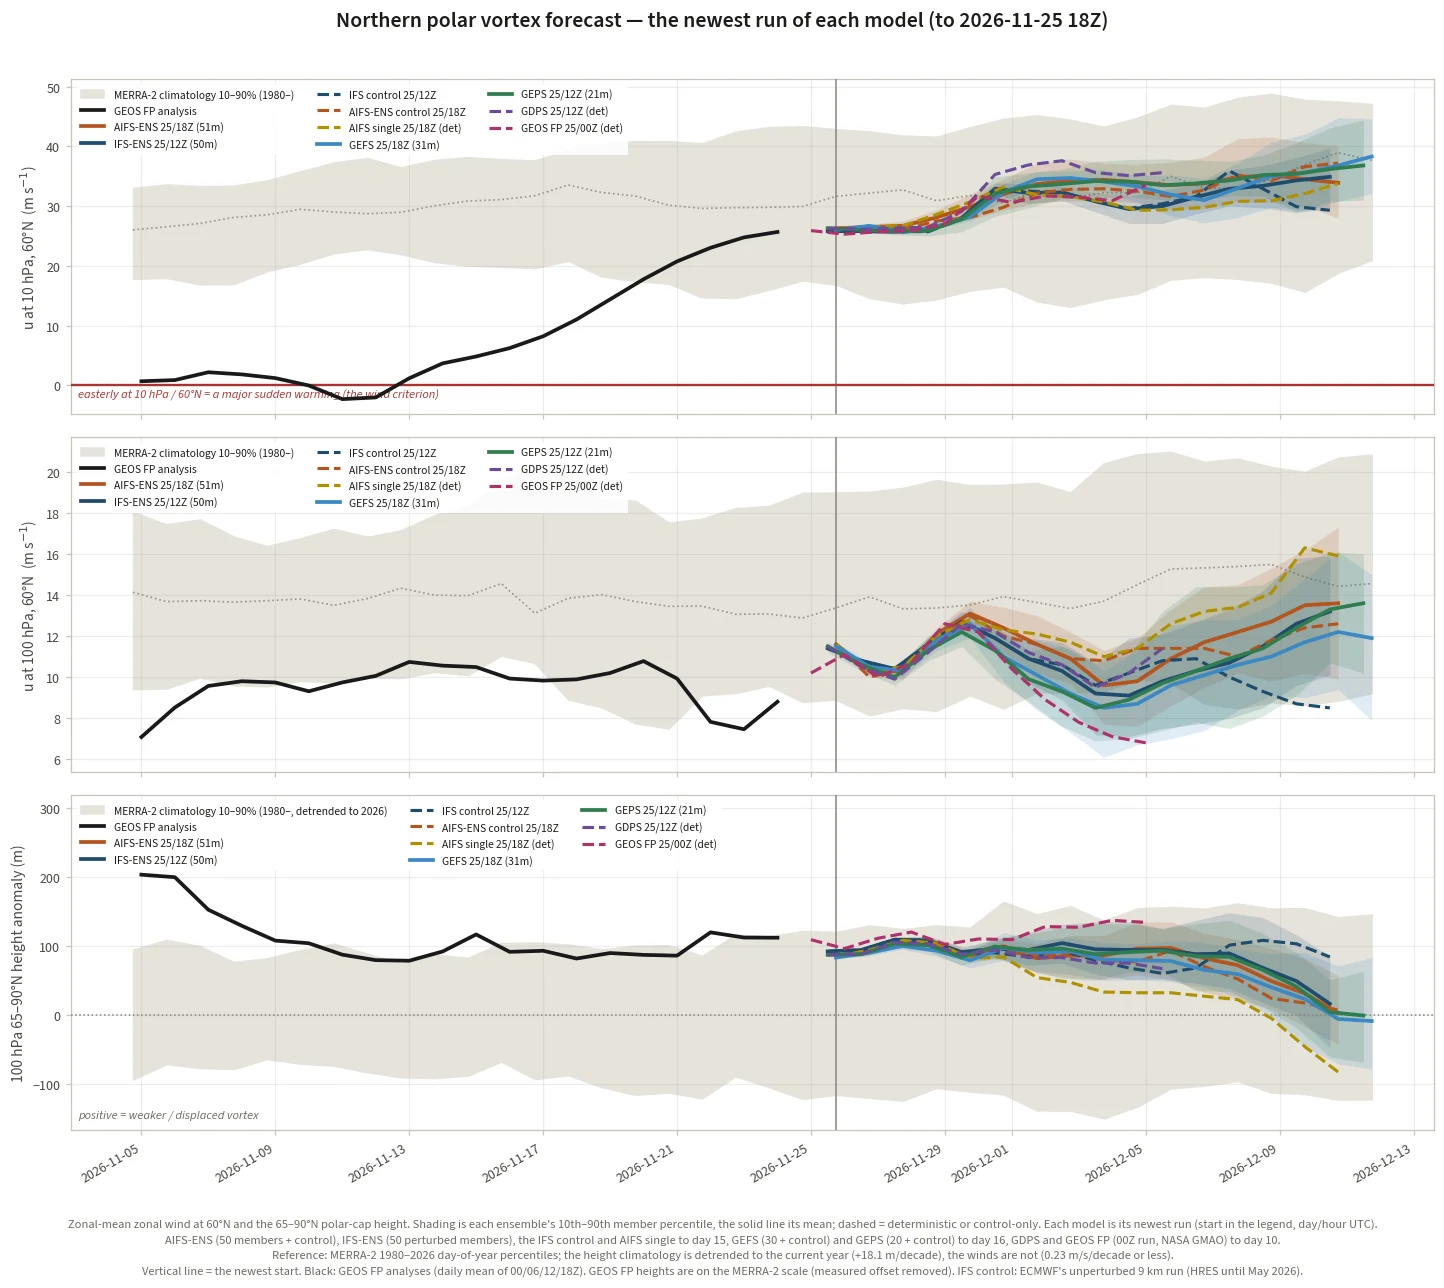 Northern polar vortex forecast — the newest run of each model (to 2026-11-25 18Z)
u at 10 hPa, 60°N (m s⁻¹)
50
40
30
20
10
0
MERRA-2 climatology 10–90% (1980–)
GEOS FP analysis
AIFS-ENS 25/18Z (51m)
IFS-ENS 25/12Z (50m)
IFS control 25/12Z
AIFS-ENS control 25/18Z
AIFS single 25/18Z (det)
GEFS 25/18Z (31m)
GEPS 25/12Z (21m)
GDPS 25/12Z (det)
GEOS FP 25/00Z (det)
easterly at 10 hPa / 60°N = a major sudden warming (the wind criterion)
u at 100 hPa, 60°N (m s⁻¹)
20
18
16
14
12
10
8
6
MERRA-2 climatology 10–90% (1980–)
GEOS FP analysis
AIFS-ENS 25/18Z (51m)
IFS-ENS 25/12Z (50m)
IFS control 25/12Z
AIFS-ENS control 25/18Z
AIFS single 25/18Z (det)
GEFS 25/18Z (31m)
GEPS 25/12Z (21m)
GDPS 25/12Z (det)
GEOS FP 25/00Z (det)
100 hPa 65–90°N height anomaly (m)
300
200
100
0
−100
MERRA-2 climatology 10–90% (1980–, detrended to 2026)
GEOS FP analysis
AIFS-ENS 25/18Z (51m)
IFS-ENS 25/12Z (50m)
IFS control 25/12Z
AIFS-ENS control 25/18Z
AIFS single 25/18Z (det)
GEFS 25/18Z (31m)
GEPS 25/12Z (21m)
GDPS 25/12Z (det)
GEOS FP 25/00Z (det)
positive = weaker / displaced vortex
2026-11-05
2026-11-09
2026-11-13
2026-11-17
2026-11-21
2026-11-25
2026-11-29
2026-12-01
2026-12-05
2026-12-09
2026-12-13
Zonal-mean zonal wind at 60°N and the 65–90°N polar-cap height. Shading is each ensemble's 10th–90th member percentile, the solid line its mean; dashed = deterministic or control-only. Each model is its newest run (start in the legend, day/hour UTC).
AIFS-ENS (50 members + control), IFS-ENS (50 perturbed members), the IFS control and AIFS single to day 15, GEFS (30 + control) and GEPS (20 + control) to day 16, GDPS and GEOS FP (00Z run, NASA GMAO) to day 10.
Reference: MERRA-2 1980–2026 day-of-year percentiles; the height climatology is detrended to the current year (+18.1 m/decade), the winds are not (0.23 m/s/decade or less).
Vertical line = the newest start. Black: GEOS FP analyses (daily mean of 00/06/12/18Z). GEOS FP heights are on the MERRA-2 scale (measured offset removed). IFS control: ECMWF's unperturbed 9 km run (HRES until May 2026).